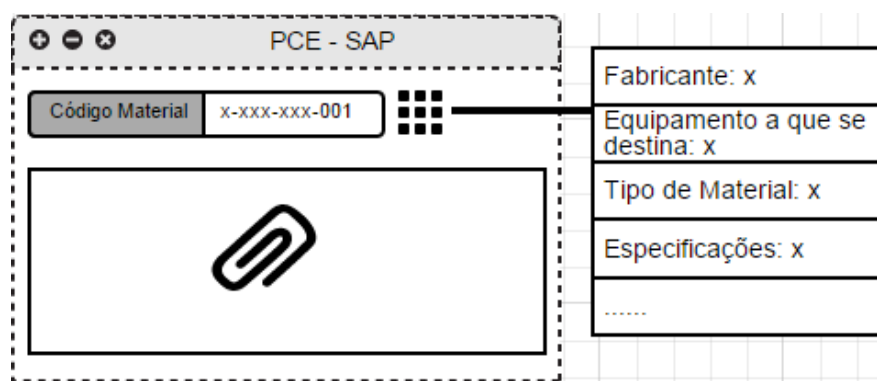 PCE - SAP
Código Material
x-xxx-xxx-001
Fabricante: x
Equipamento a que se
destina: x
Tipo de Material: x
Especificações: x
......